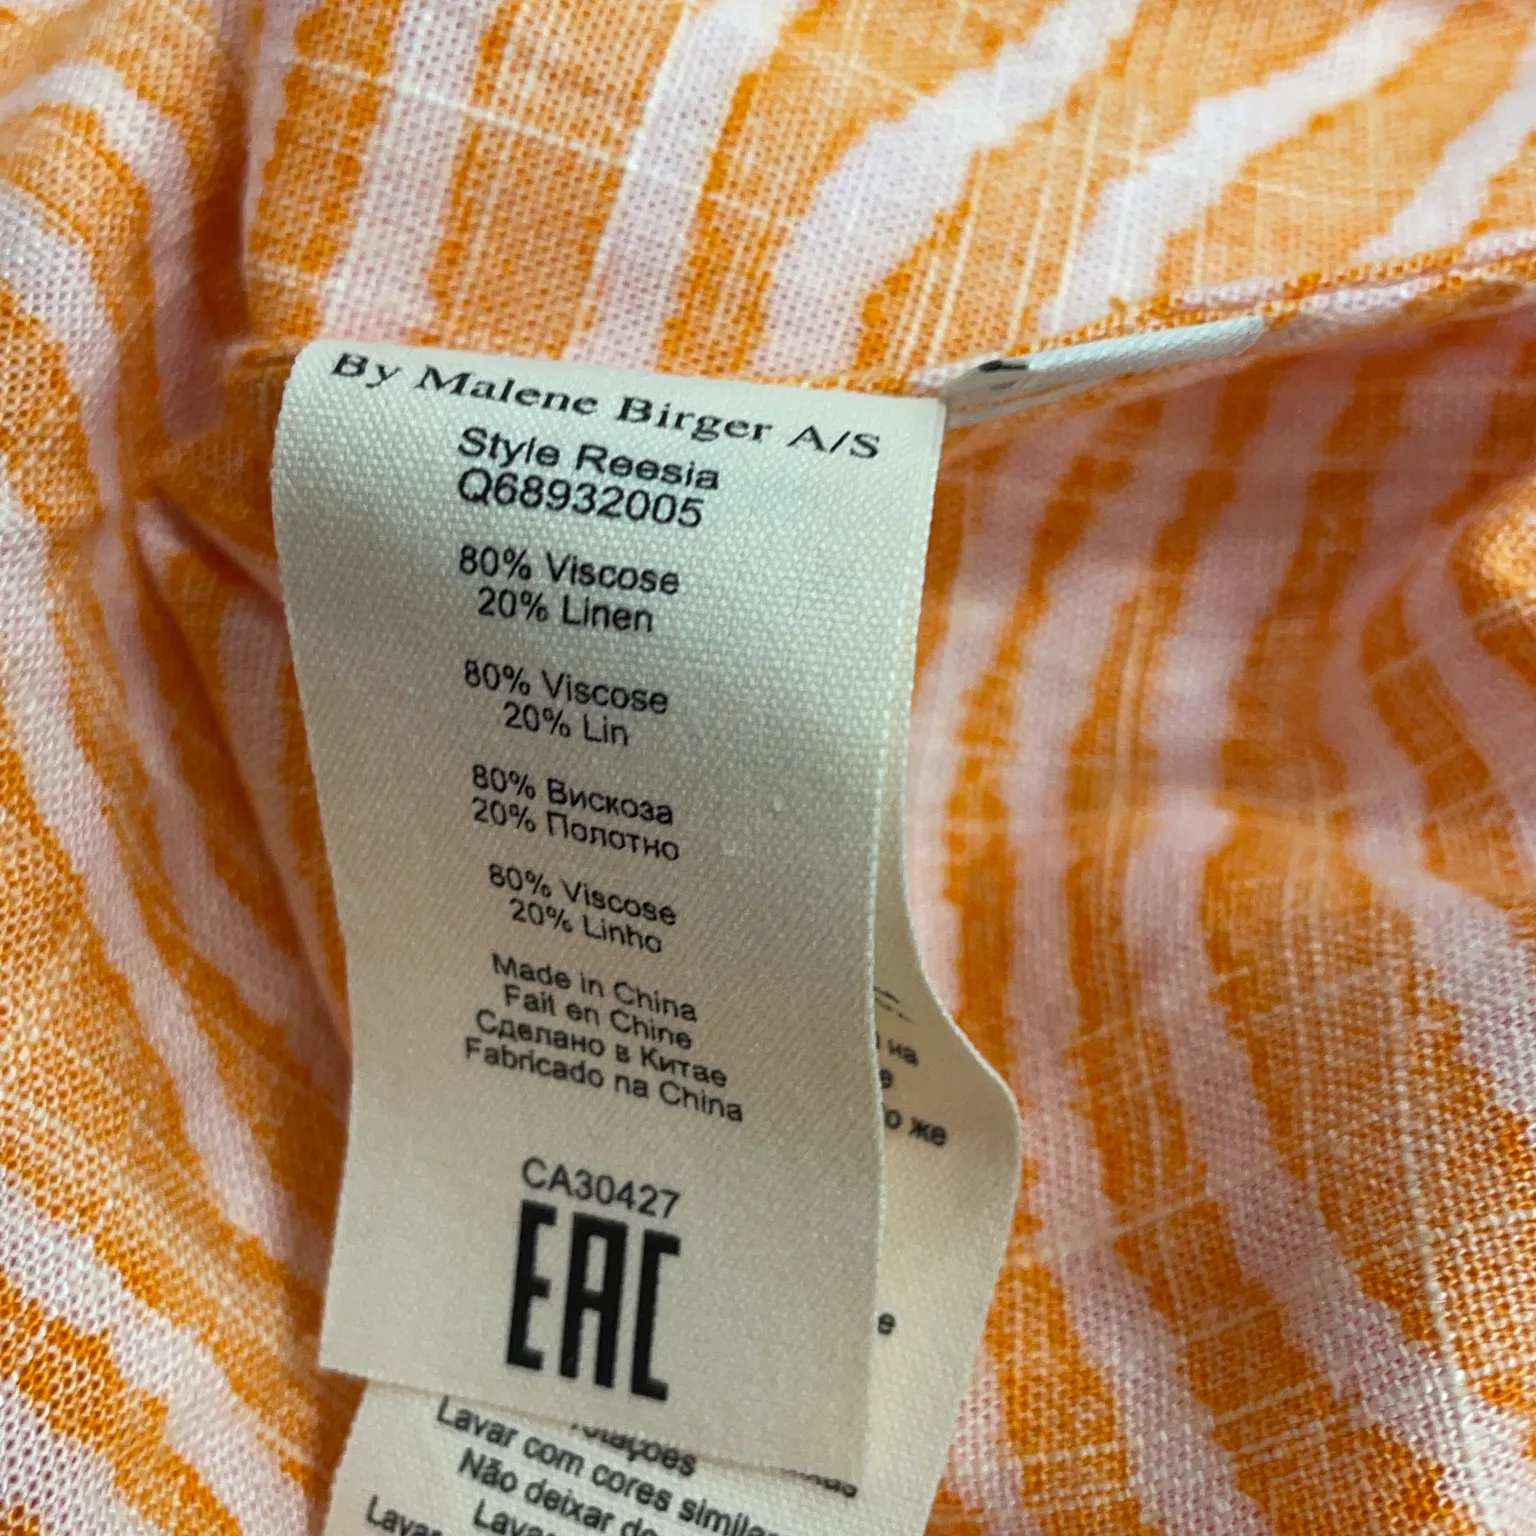 By Malene Birger A/S
Style Reesia
Q68932005
80% Viscose
20% Linen
80% Viscose
20% Lin
80% Вискоза
20% Полотно
80% Viscose
20% Linho
Made in China
Fait en Chine
Сделано в Китае
Fabricado na China
CA30427
EAC
на
же
Lavar com cores
Não deixar de